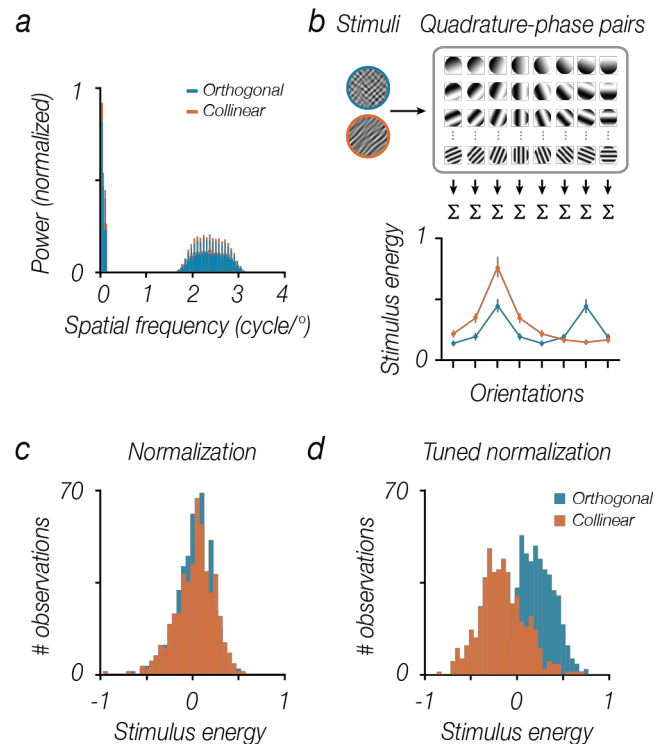 a
1
Orthogonal
Collinear
Power (normalized)
0
0 1 2 3 4
Spatial frequency (cycle/°)
b
Stimuli
Quadrature-phase pairs
Σ Σ Σ Σ Σ Σ Σ Σ
1
Stimulus energy
0
Orientations
c
Normalization
70
# observations
0
-1 0 1
Stimulus energy
d
Tuned normalization
70
Orthogonal
Collinear
# observations
0
-1 0 1
Stimulus energy